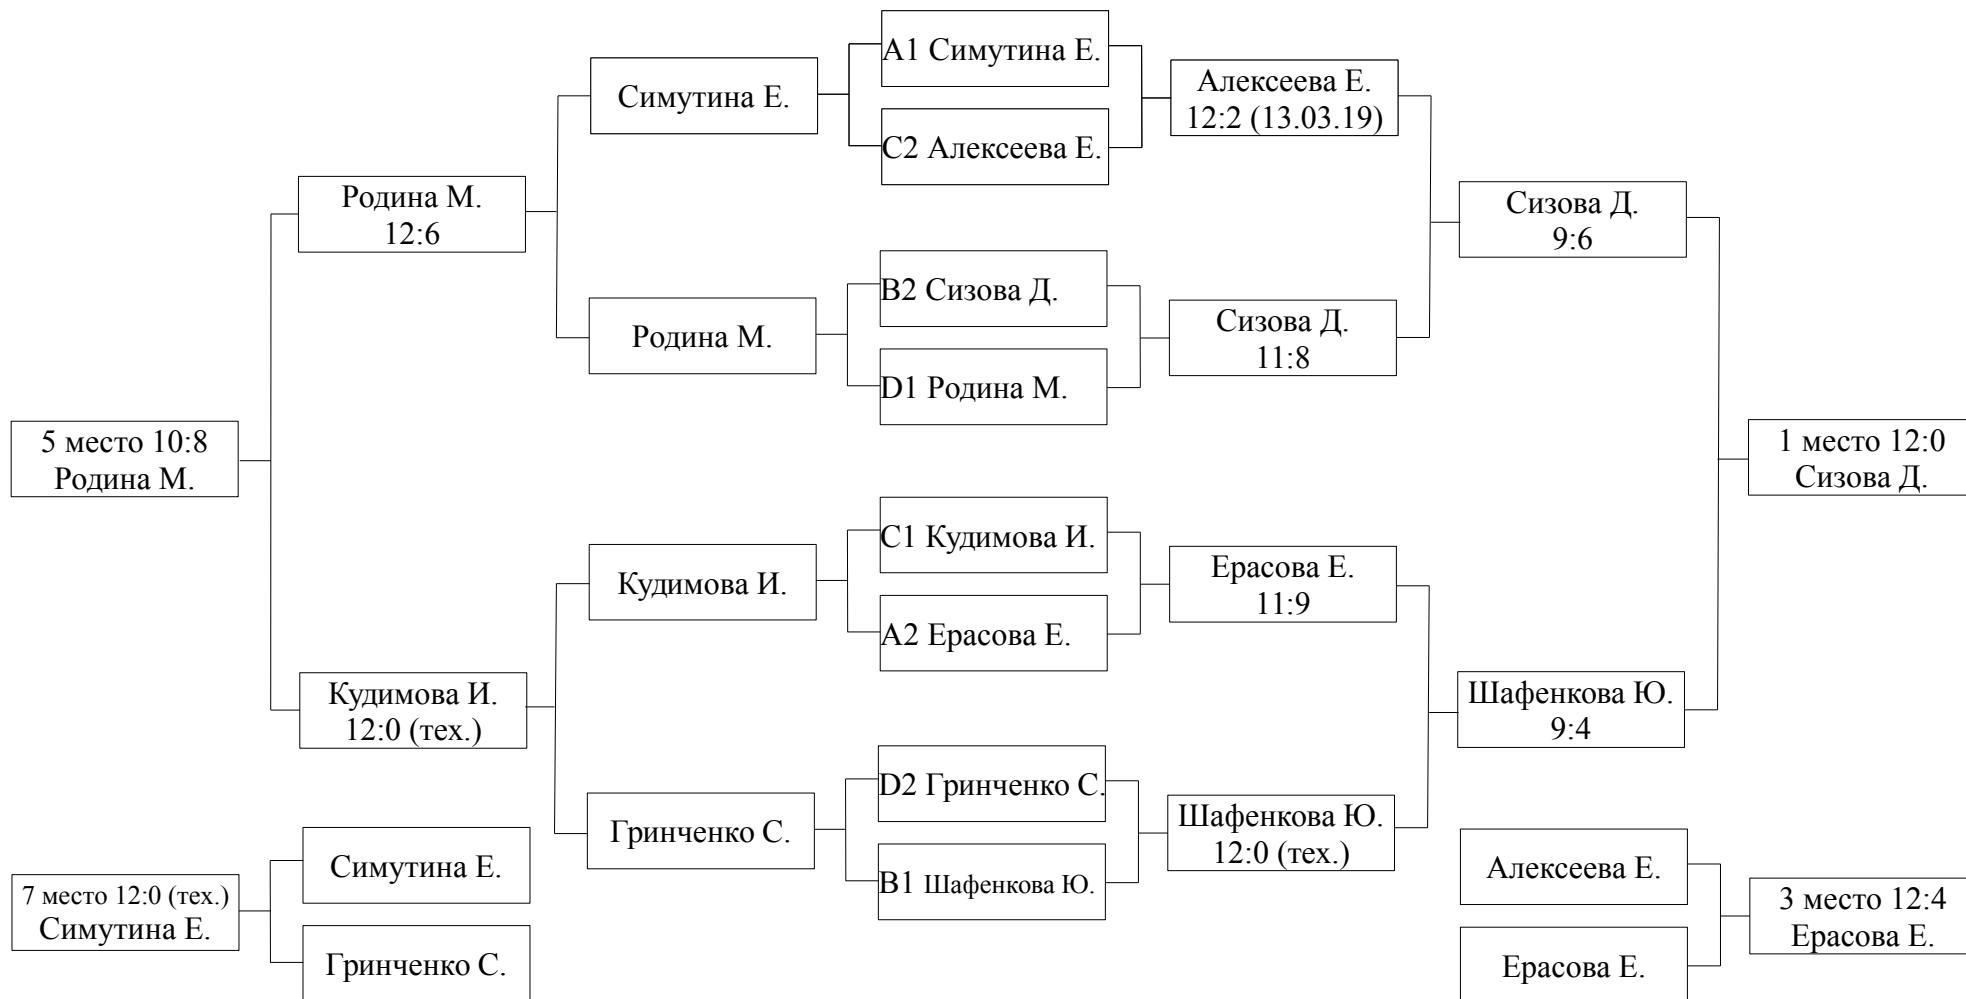 A1 Симутина Е.
Симутина Е.
Алексеева Е.
12:2 (13.03.19)
C2 Алексеева Е.
Родина М.
12:6
Сизова Д.
9:6
B2 Сизова Д.
Родина М.
Сизова Д.
11:8
D1 Родина М.
5 место 10:8
Родина М.
1 место 12:0
Сизова Д.
C1 Кудимова И.
Кудимова И.
Ерасова Е.
11:9
A2 Ерасова Е.
Кудимова И.
12:0 (тех.)
Шафенкова Ю.
9:4
D2 Гринченко С.
Гринченко С.
Шафенкова Ю.
12:0 (тех.)
B1 Шафенкова Ю.
Симутина Е.
Алексеева Е.
7 место 12:0 (тех.)
Симутина Е.
3 место 12:4
Ерасова Е.
Гринченко С.
Ерасова Е.